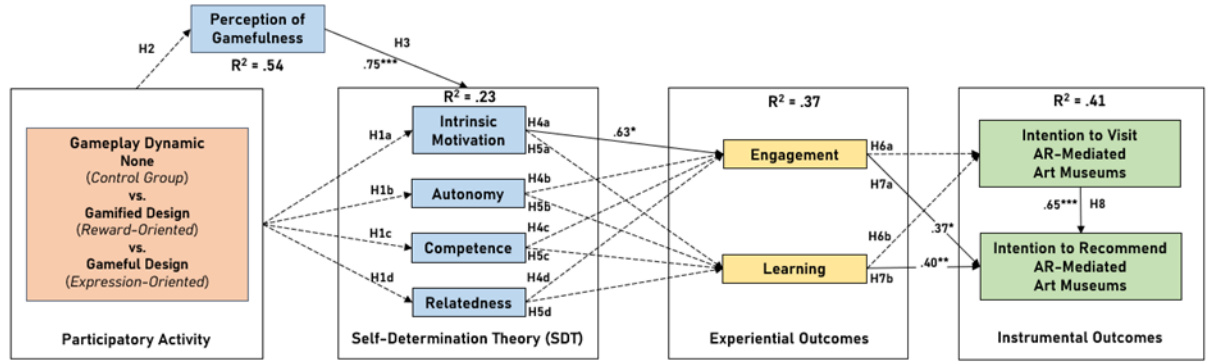 Perception of
Gamefulness
R² = .54
H2
H3
.75***
Gameplay Dynamic
None
(Control Group)
vs.
Gamified Design
(Reward-Oriented)
vs.
Gameful Design
(Expression-Oriented)
Participatory Activity
H1a
H1b
H1c
H1d
R² = .23
Intrinsic
Motivation
Autonomy
Competence
Relatedness
Self-Determination Theory (SDT)
H4a
H5a
H4b
H5b
H4c
H5c
H4d
H5d
.63*
R² = .37
Engagement
Learning
Experiential Outcomes
H6a
H7a
H6b
H7b
.37*
.40**
R² = .41
Intention to Visit
AR-Mediated
Art Museums
.65***
H8
Intention to Recommend
AR-Mediated
Art Museums
Instrumental Outcomes